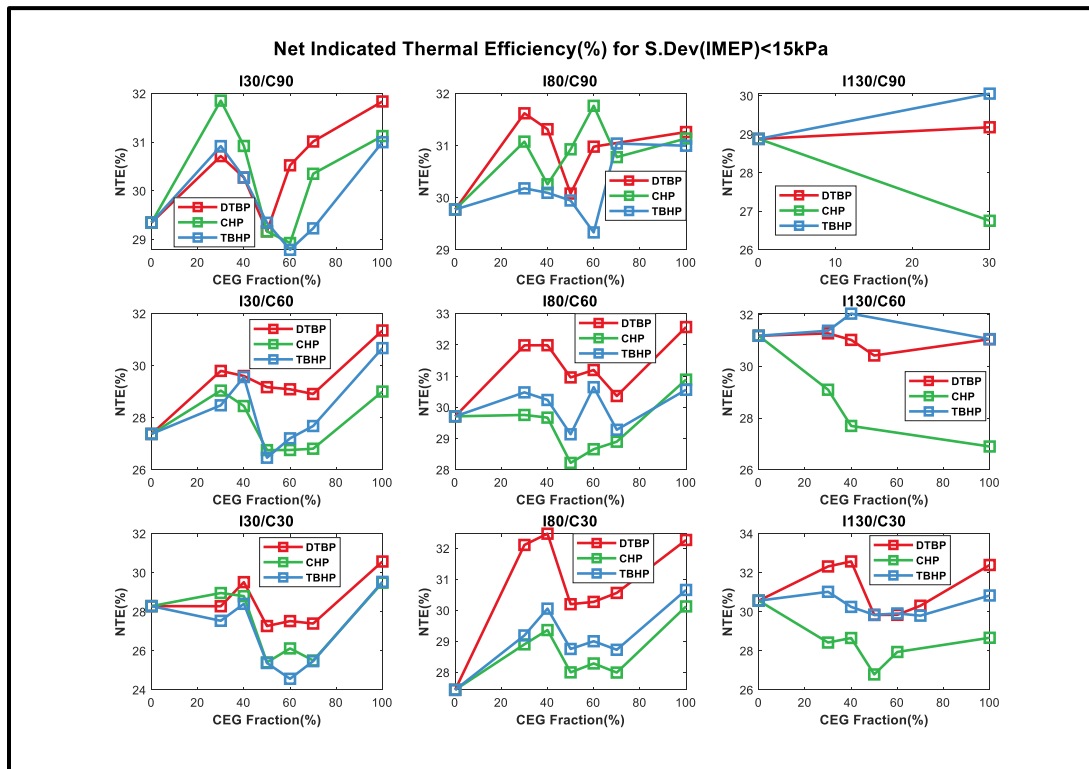 Net Indicated Thermal Efficiency(%) for S.Dev(IMEP)<15kPa
I30/C90
32
31
30
29
NTE(%)
DTBP
CHP
TBHP
0 20 40 60 80 100
CEG Fraction(%)
I80/C90
32
31
30
29
NTE(%)
DTBP
CHP
TBHP
0 20 40 60 80 100
CEG Fraction(%)
I130/C90
30
29
28
27
26
NTE(%)
DTBP
CHP
TBHP
0 10 20 30
CEG Fraction(%)
I30/C60
32
30
28
26
NTE(%)
DTBP
CHP
TBHP
0 20 40 60 80 100
CEG Fraction(%)
I80/C60
33
32
31
30
29
28
NTE(%)
DTBP
CHP
TBHP
0 20 40 60 80 100
CEG Fraction(%)
I130/C60
32
30
28
26
NTE(%)
DTBP
CHP
TBHP
0 20 40 60 80 100
CEG Fraction(%)
I30/C30
32
30
28
26
24
NTE(%)
DTBP
CHP
TBHP
0 20 40 60 80 100
CEG Fraction(%)
I80/C30
32
31
30
29
28
NTE(%)
DTBP
CHP
TBHP
0 20 40 60 80 100
CEG Fraction(%)
I130/C30
34
32
30
28
26
NTE(%)
DTBP
CHP
TBHP
0 20 40 60 80 100
CEG Fraction(%)